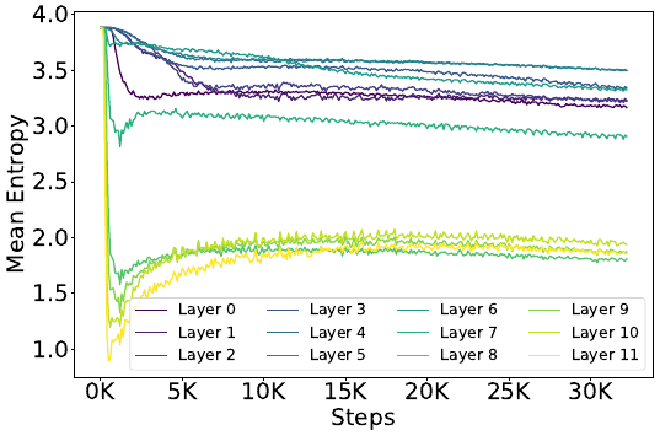 4.0
3.5
3.0
2.5
2.0
1.5
1.0
Mean Entropy
Layer 0 Layer 3 Layer 6 Layer 9
Layer 1 Layer 4 Layer 7 Layer 10
Layer 2 Layer 5 Layer 8 Layer 11
0K 5K 10K 15K 20K 25K 30K
Steps